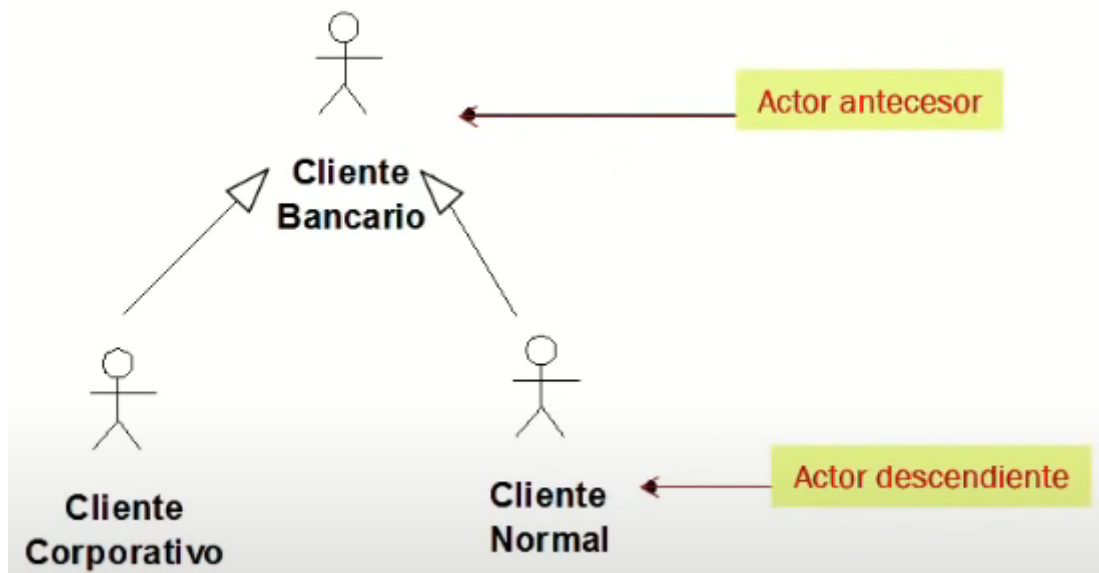 Actor antecesor
Cliente
Bancario
Cliente
Corporativo
Cliente
Normal
Actor descendiente